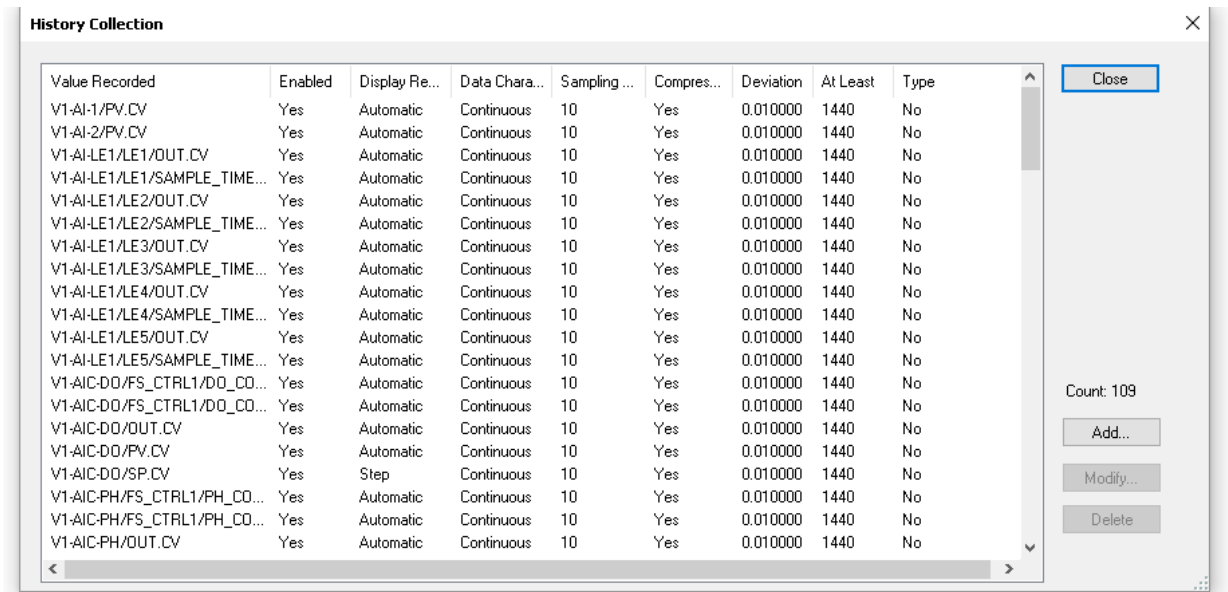 History Collection
Value Recorded Enabled Display Re... Data Chara... Sampling ... Compres... Deviation At Least Type
V1-AI-1/PV.CV Yes Automatic Continuous 10 Yes 0.010000 1440 No
V1-AI-2/PV.CV Yes Automatic Continuous 10 Yes 0.010000 1440 No
V1-AI-LE1/LE1/OUT.CV Yes Automatic Continuous 10 Yes 0.010000 1440 No
V1-AI-LE1/LE1/SAMPLE_TIME... Yes Automatic Continuous 10 Yes 0.010000 1440 No
V1-AI-LE1/LE2/OUT.CV Yes Automatic Continuous 10 Yes 0.010000 1440 No
V1-AI-LE1/LE2/SAMPLE_TIME... Yes Automatic Continuous 10 Yes 0.010000 1440 No
V1-AI-LE1/LE3/OUT.CV Yes Automatic Continuous 10 Yes 0.010000 1440 No
V1-AI-LE1/LE3/SAMPLE_TIME... Yes Automatic Continuous 10 Yes 0.010000 1440 No
V1-AI-LE1/LE4/OUT.CV Yes Automatic Continuous 10 Yes 0.010000 1440 No
V1-AI-LE1/LE4/SAMPLE_TIME... Yes Automatic Continuous 10 Yes 0.010000 1440 No
V1-AI-LE1/LE5/OUT.CV Yes Automatic Continuous 10 Yes 0.010000 1440 No
V1-AI-LE1/LE5/SAMPLE_TIME... Yes Automatic Continuous 10 Yes 0.010000 1440 No
V1-AIC-DO/FS_CTRL1/DO_CO... Yes Automatic Continuous 10 Yes 0.010000 1440 No
V1-AIC-DO/FS_CTRL1/DO_CO... Yes Automatic Continuous 10 Yes 0.010000 1440 No
V1-AIC-DO/OUT.CV Yes Automatic Continuous 10 Yes 0.010000 1440 No
V1-AIC-DO/PV.CV Yes Automatic Continuous 10 Yes 0.010000 1440 No
V1-AIC-DO/SP.CV Yes Step Continuous 10 Yes 0.010000 1440 No
V1-AIC-PH/FS_CTRL1/PH_CO... Yes Automatic Continuous 10 Yes 0.010000 1440 No
V1-AIC-PH/FS_CTRL1/PH_CO... Yes Automatic Continuous 10 Yes 0.010000 1440 No
V1-AIC-PH/OUT.CV Yes Automatic Continuous 10 Yes 0.010000 1440 No
Close
Count: 109
Add...
Modify...
Delete